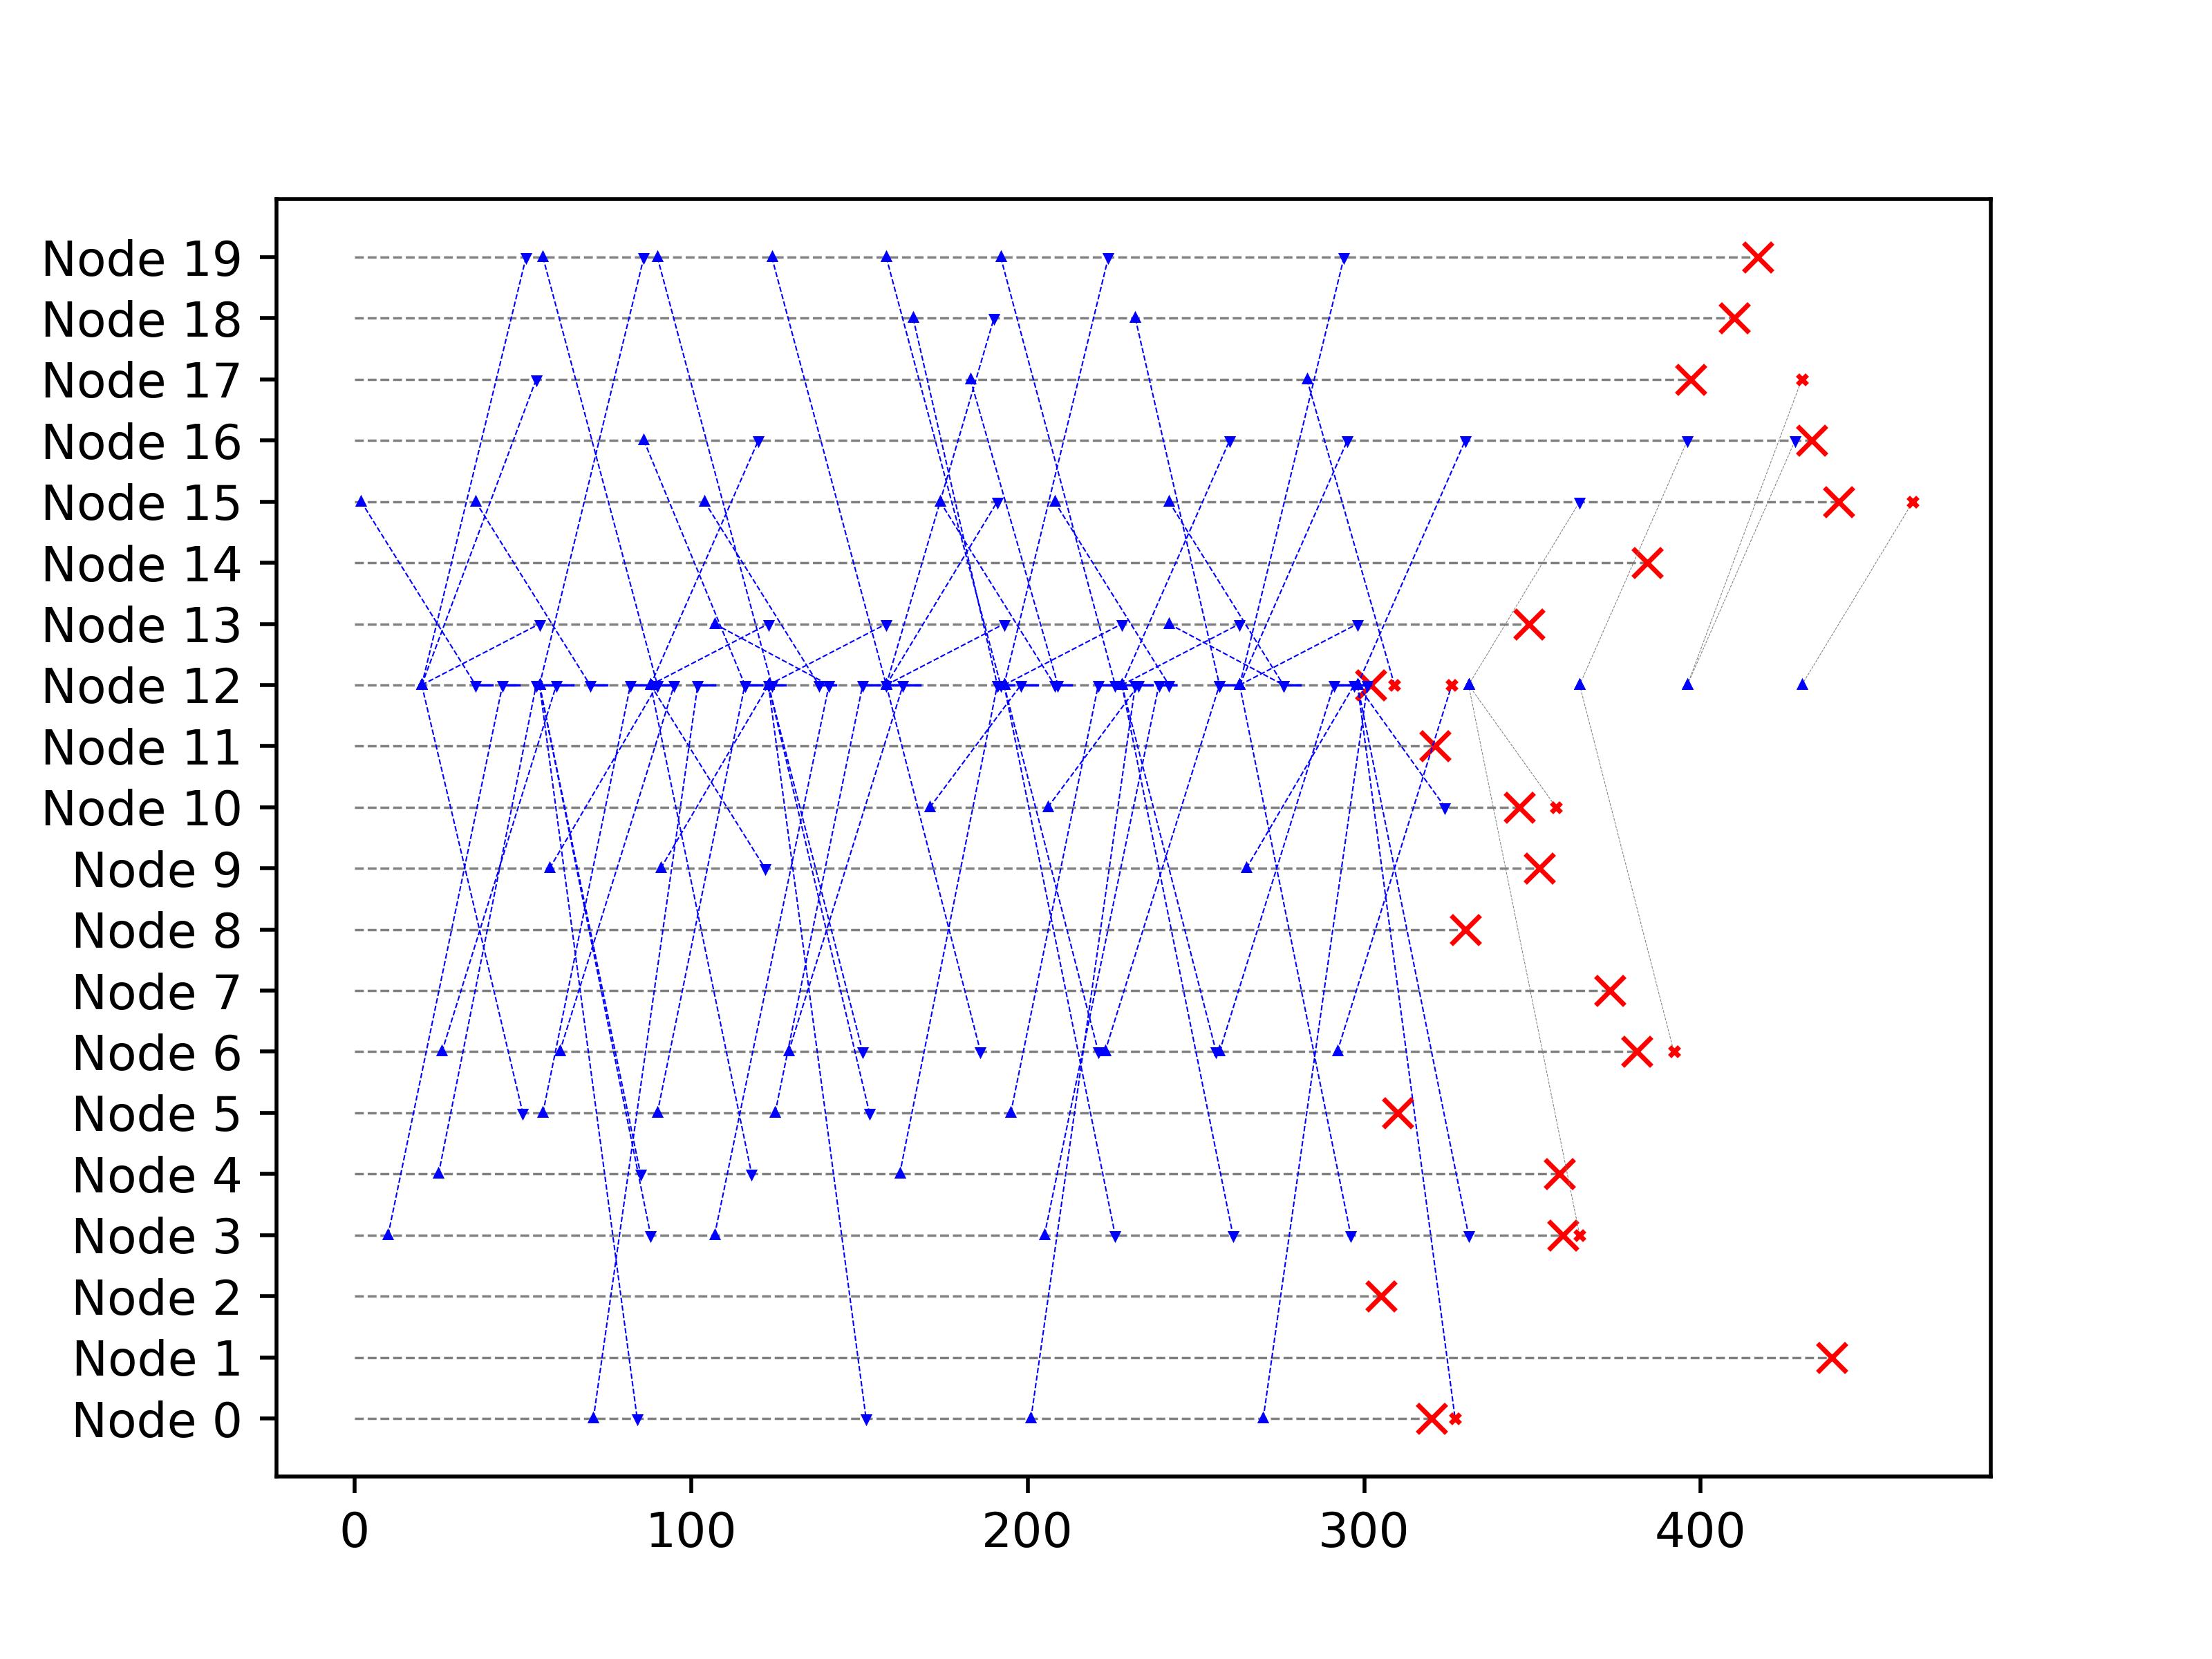 Node 19
Node 18
Node 17
Node 16
Node 15
Node 14
Node 13
Node 12
Node 11
Node 10
Node 9
Node 8
Node 7
Node 6
Node 5
Node 4
Node 3
Node 2
Node 1
Node 0
0 100 200 300 400